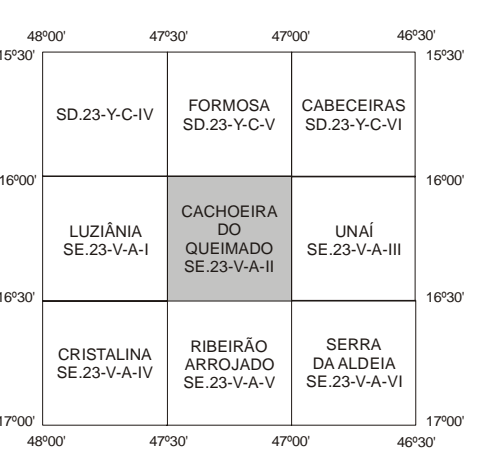 48º00' 47º30' 47º00' 46º30'
15º30' 15º30'
SD.23-Y-C-IV
FORMOSA
SD.23-Y-C-V
CABECEIRAS
SD.23-Y-C-VI
16º00' 16º00'
LUZIÂNIA
SE.23-V-A-I
CACHOEIRA
DO
QUEIMADO
SE.23-V-A-II
UNAÍ
SE.23-V-A-III
16º30' 16º30'
CRISTALINA
SE.23-V-A-IV
RIBEIRÃO
ARROJADO
SE.23-V-A-V
SERRA
DA ALDEIA
SE.23-V-A-VI
17º00' 17º00'
48º00' 47º30' 47º00' 46º30'